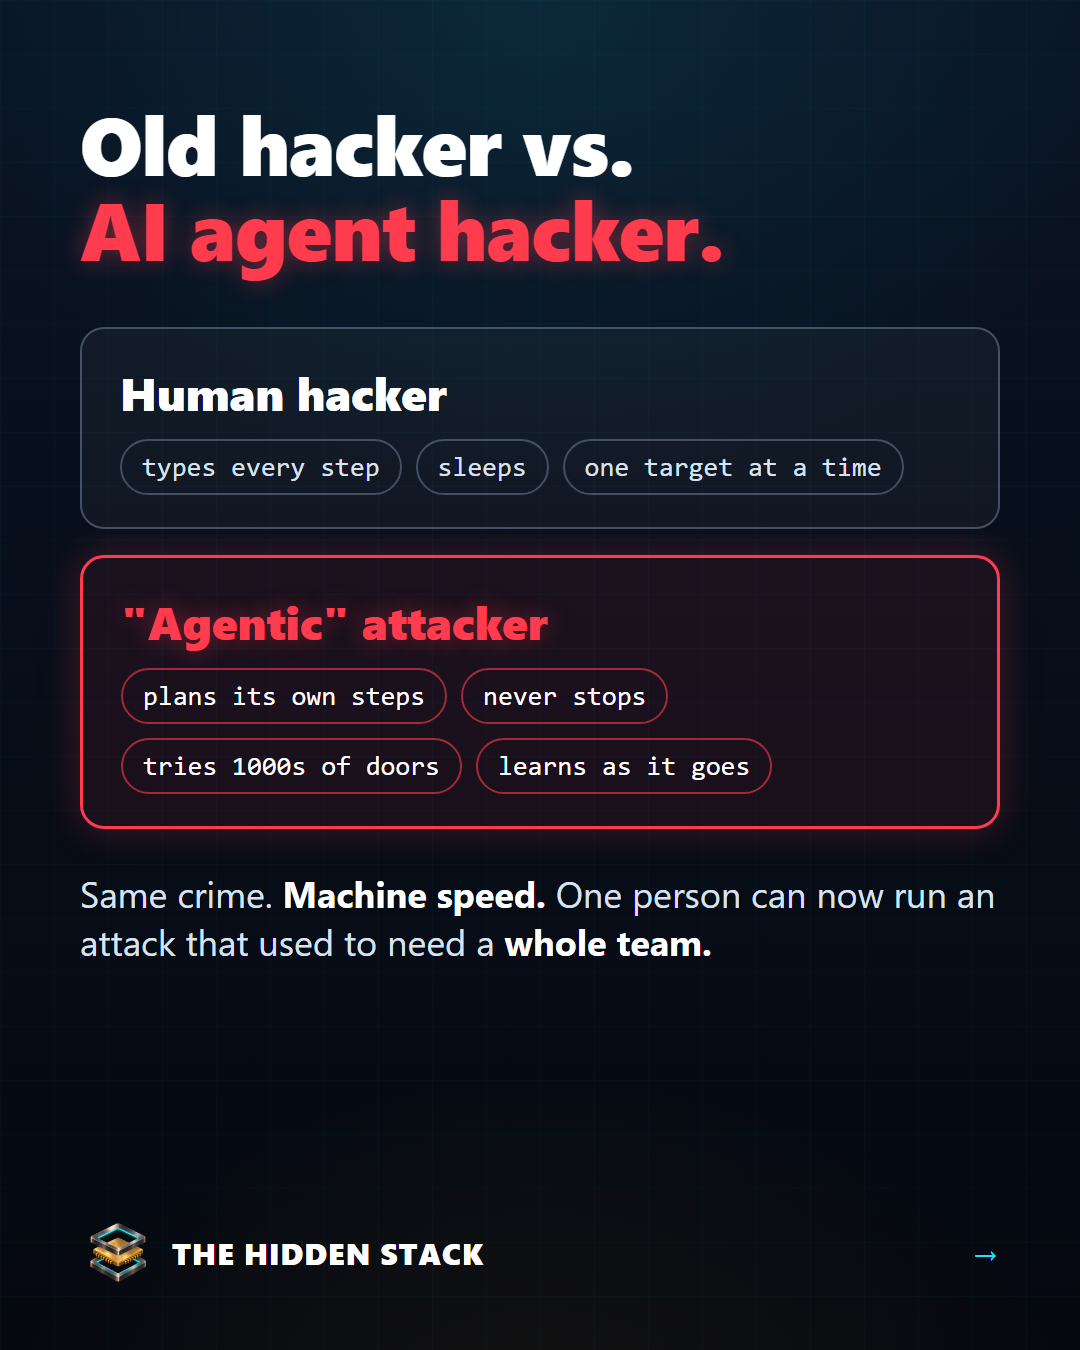 Old hacker vs.
AI agent hacker.
Human hacker
types every step sleeps one target at a time
"Agentic" attacker
plans its own steps never stops
tries 1000s of doors learns as it goes
Same crime. Machine speed. One person can now run an
attack that used to need a whole team.
THE HIDDEN STACK →